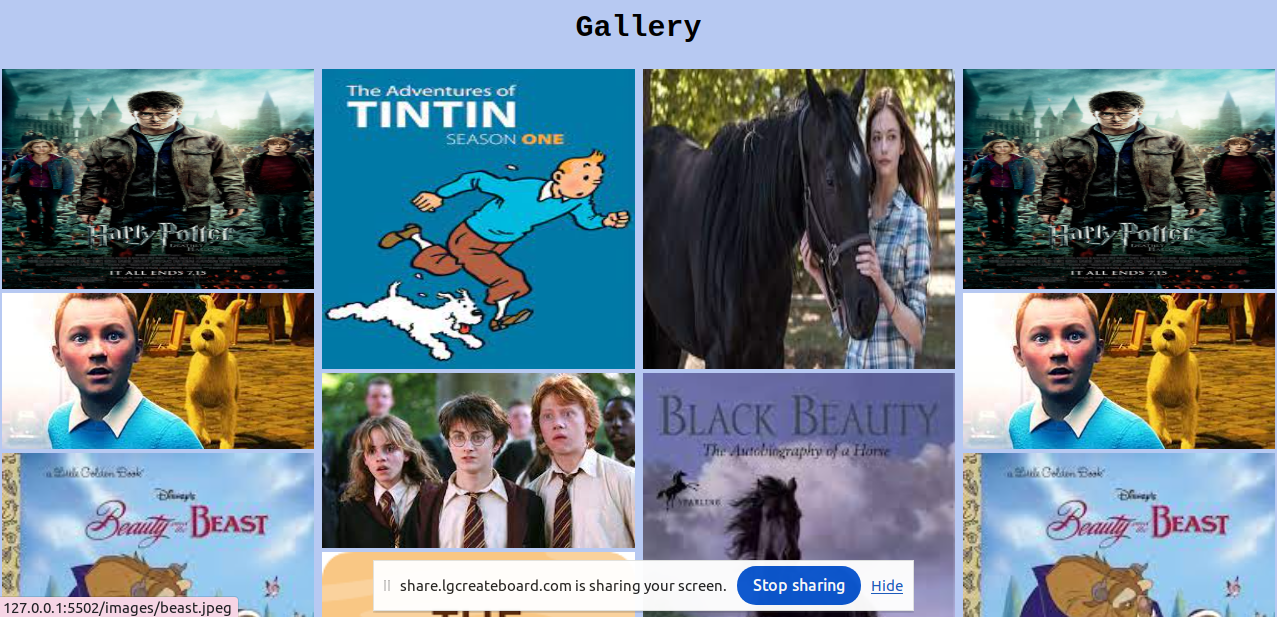 Gallery
Harry Potter
IT ALL ENDS 7.15
The Adventures of
TINTIN
SEASON ONE
Harry Potter
IT ALL ENDS 7.15
a Little Golden Book
Disney's
Beauty and the BEAST
BLACK BEAUTY
The Autobiography of a Horse
STARLING
a Little Golden Book
Disney's
Beauty and the BEAST
THE
share.lgcreateboard.com is sharing your screen.
Stop sharing
Hide
127.0.0.1:5502/images/beast.jpeg